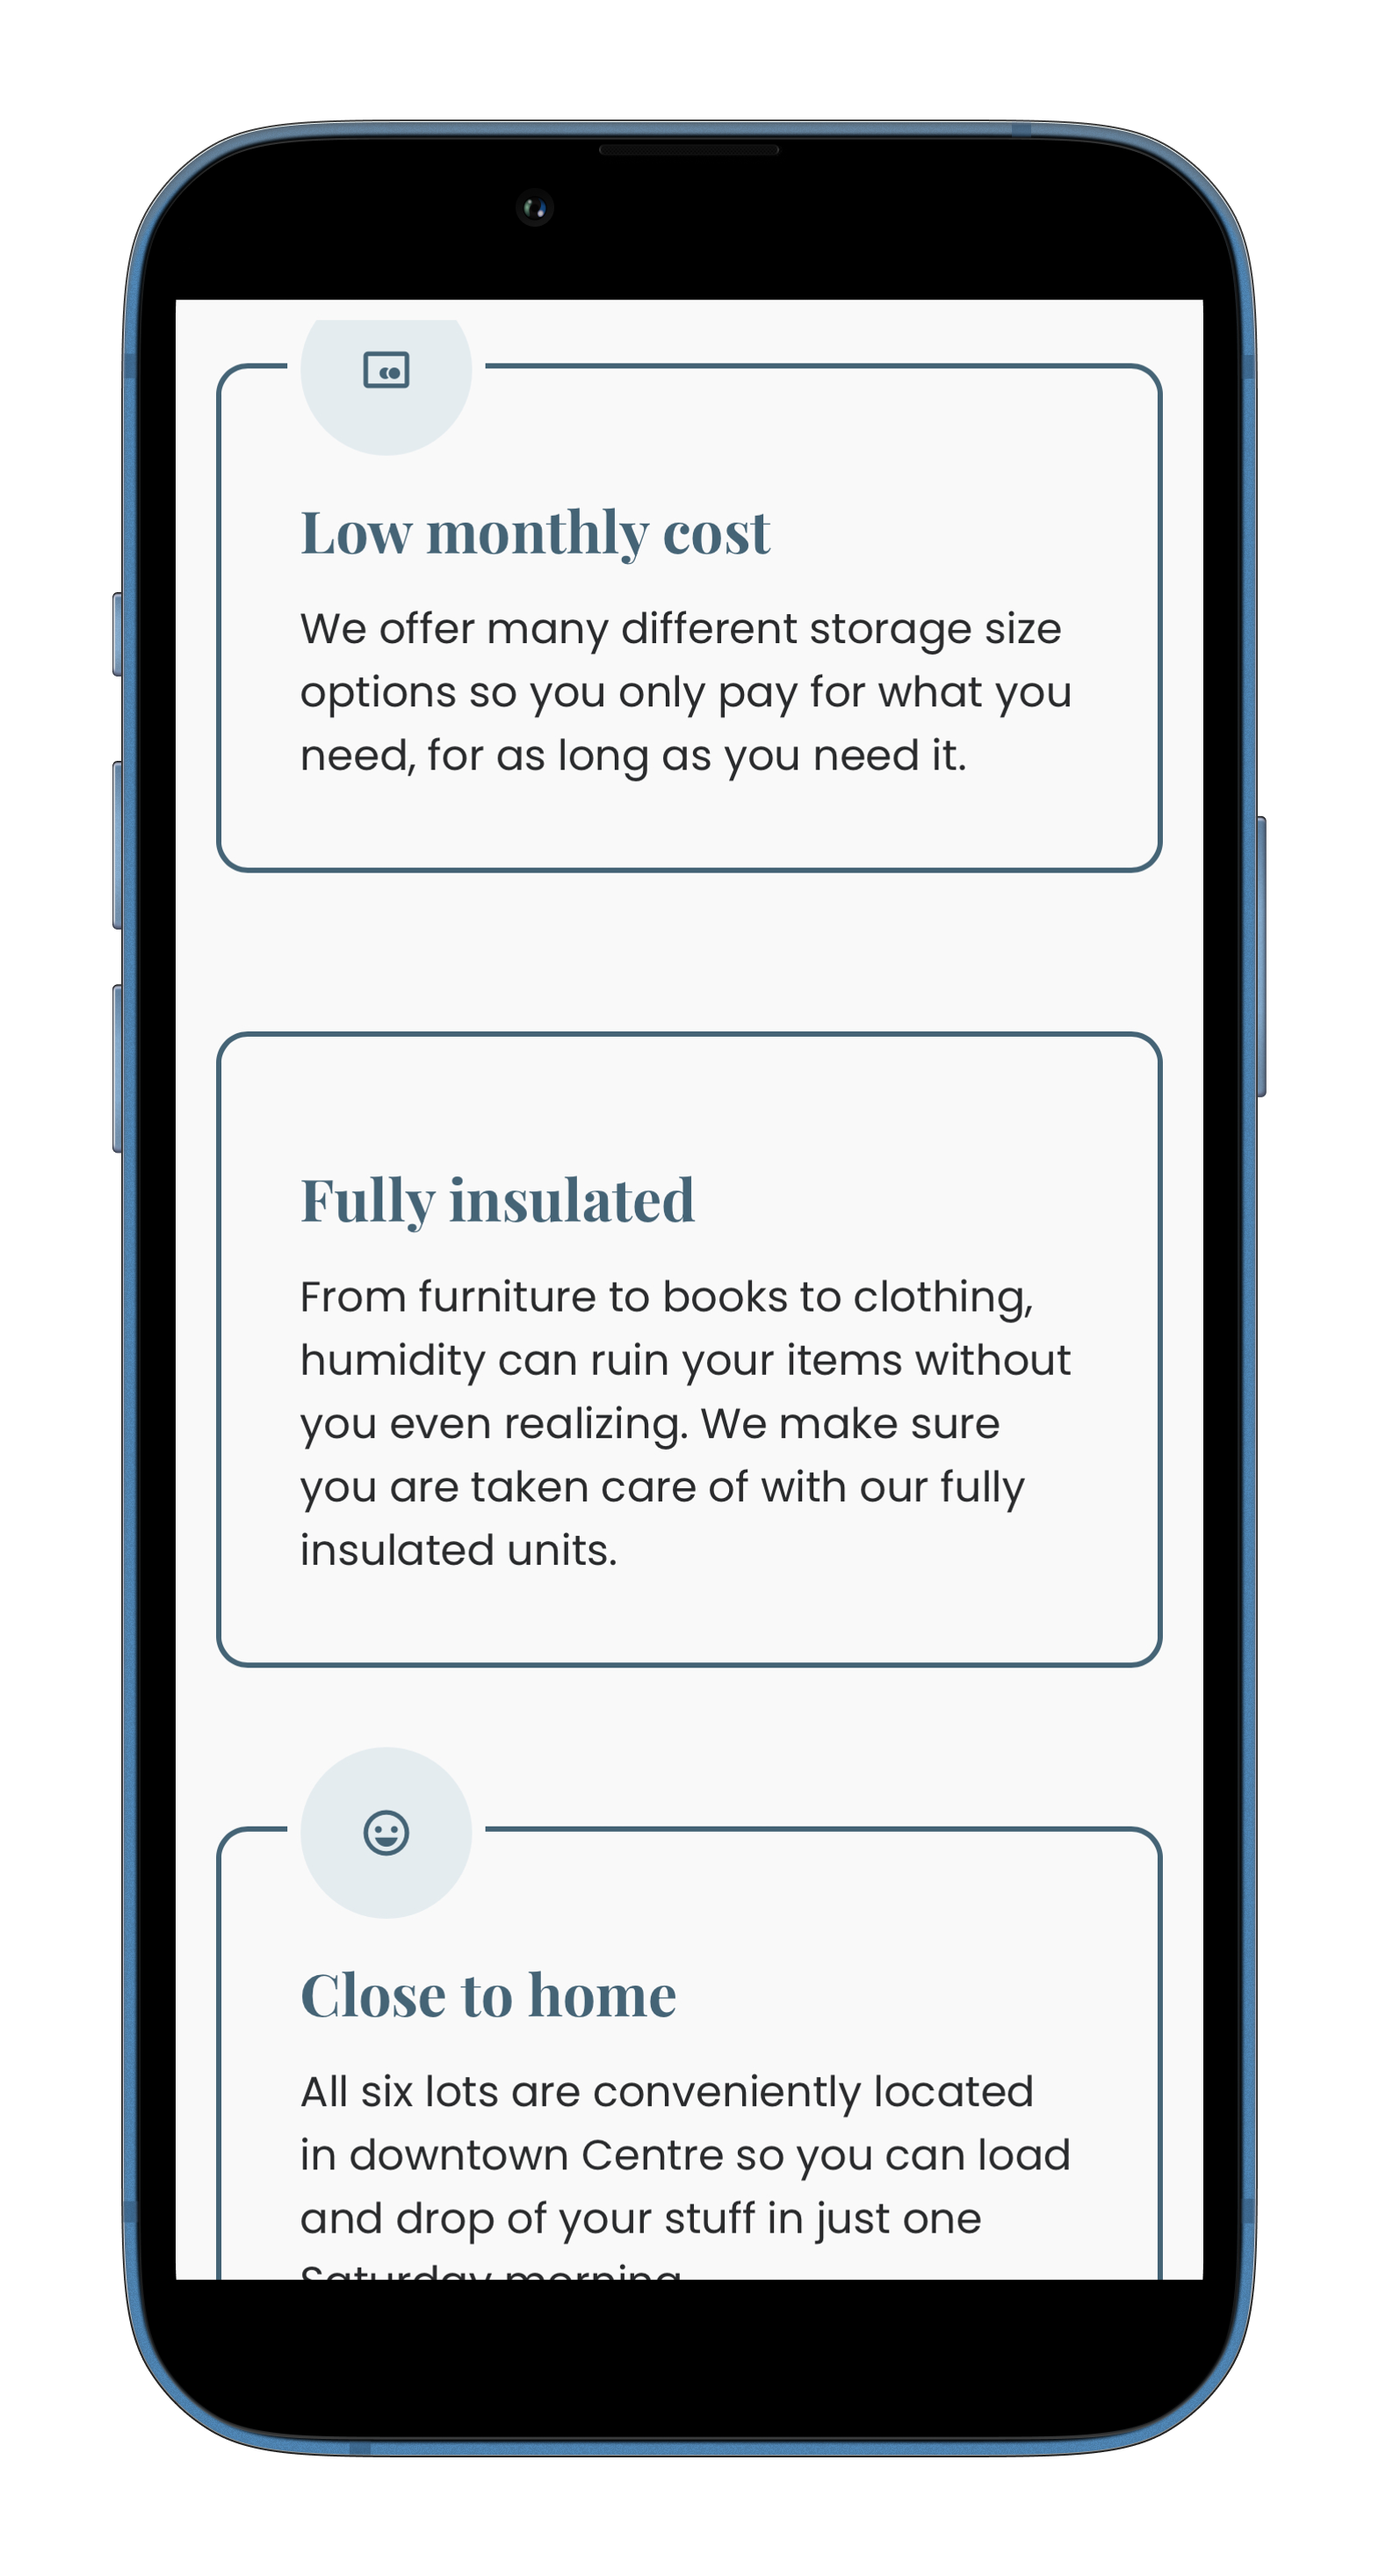 Low monthly cost
We offer many different storage size
options so you only pay for what you
need, for as long as you need it.
Fully insulated
From furniture to books to clothing,
humidity can ruin your items without
you even realizing. We make sure
you are taken care of with our fully
insulated units.
Close to home
All six lots are conveniently located
in downtown Centre so you can load
and drop of your stuff in just one
Saturday morning